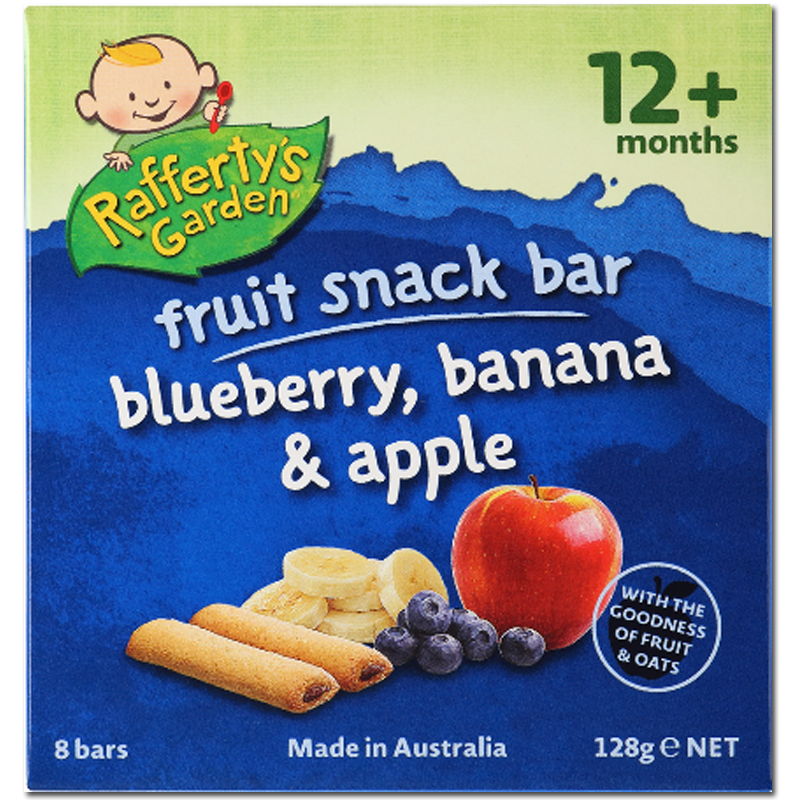 Rafferty's
Garden
12+
months
fruit snack bar
blueberry, banana
& apple
WITH THE
GOODNESS
OF FRUIT
& OATS
8 bars
Made in Australia
128g ℮ NET